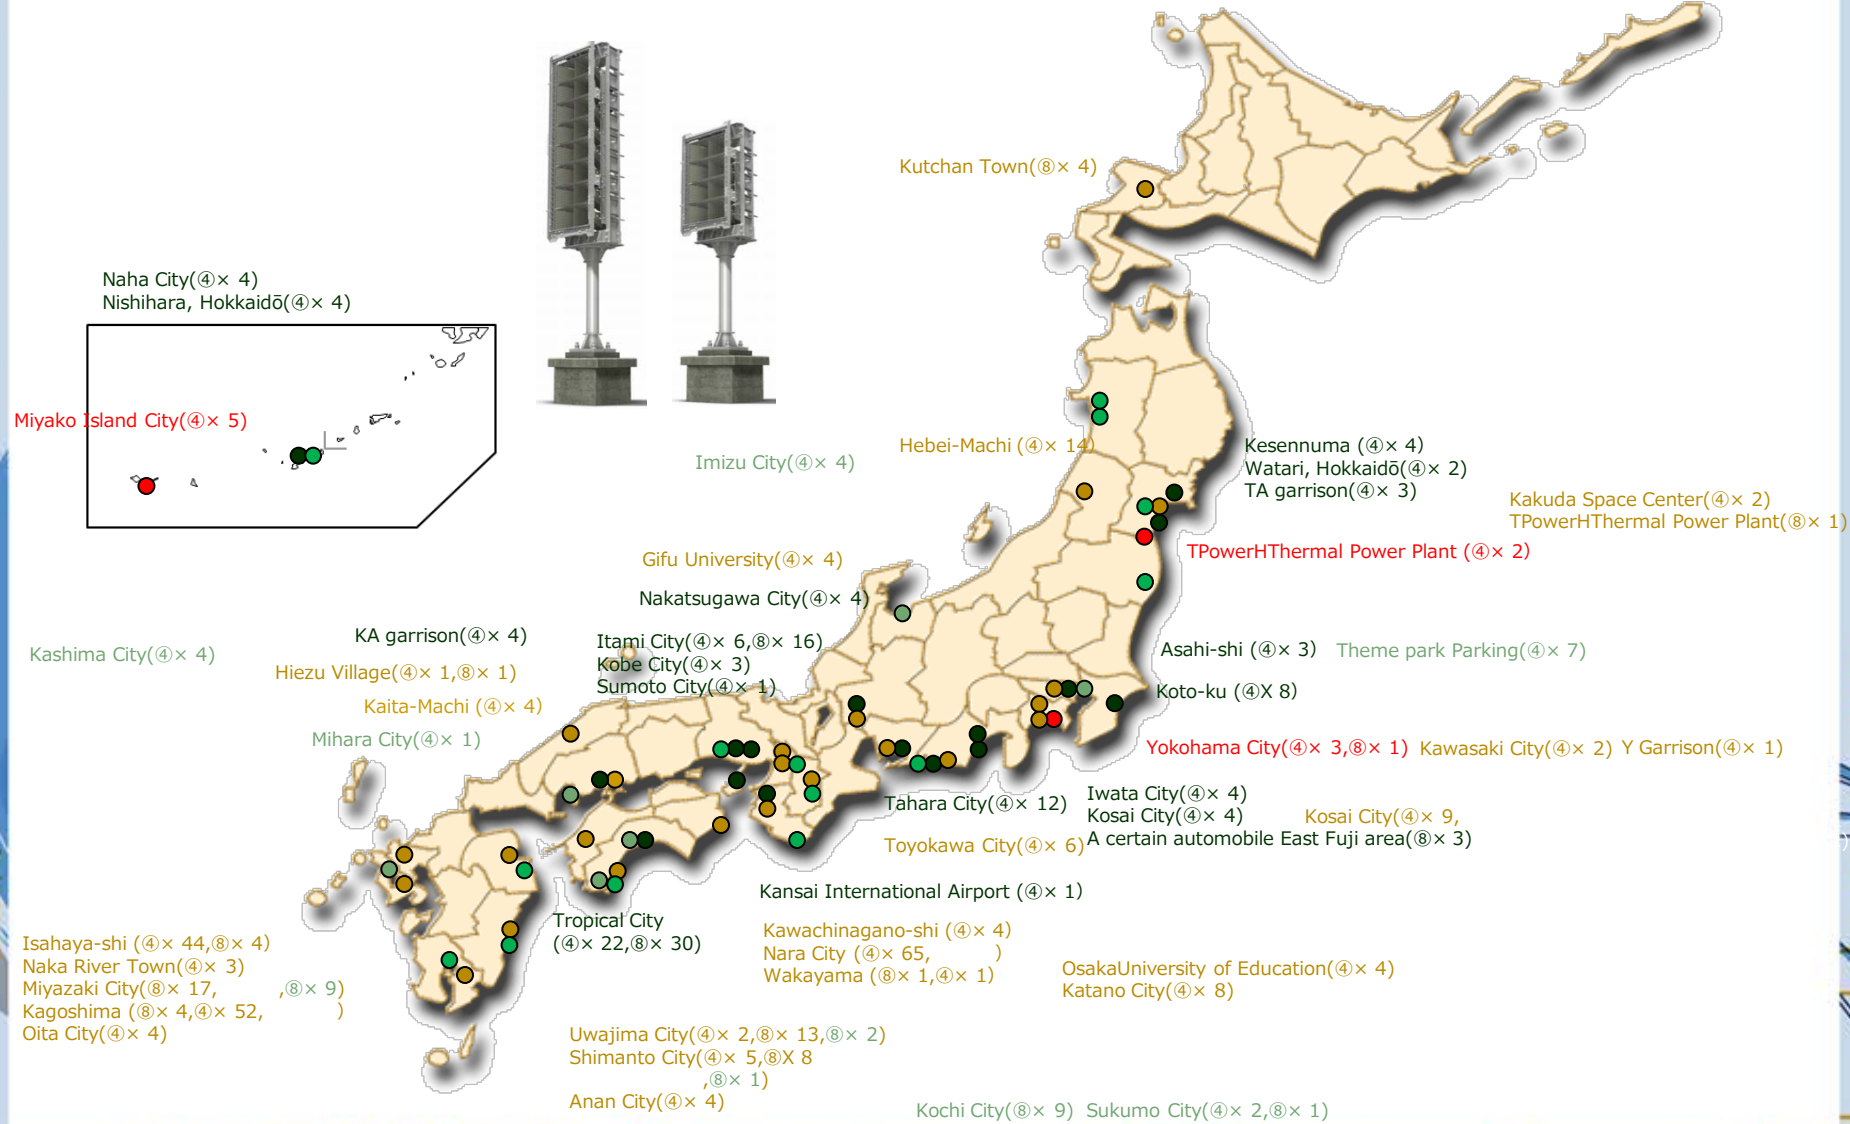 Kutchan Town(⑧× 4)
Naha City(④× 4)
Nishihara, Hokkaidō(④× 4)
Miyako Island City(④× 5)
Hebei-Machi (④× 14)
Imizu City(④× 4)
Kesennuma (④× 4)
Watari, Hokkaidō(④× 2)
TA garrison(④× 3)
Kakuda Space Center(④× 2)
TPowerHThermal Power Plant(⑧× 1)
TPowerHThermal Power Plant (④× 2)
Gifu University(④× 4)
Nakatsugawa City(④× 4)
KA garrison(④× 4)
Itami City(④× 6,⑧× 16)
Kobe City(④× 3)
Sumoto City(④× 1)
Kashima City(④× 4)
Hiezu Village(④× 1,⑧× 1)
Kaita-Machi (④× 4)
Mihara City(④× 1)
Asahi-shi (④× 3)
Theme park Parking(④× 7)
Koto-ku (④X 8)
Yokohama City(④× 3,⑧× 1)
Kawasaki City(④× 2)
Y Garrison(④× 1)
Tahara City(④× 12)
Toyokawa City(④× 6)
Iwata City(④× 4)
Kosai City(④× 4)
Kosai City(④× 9,
A certain automobile East Fuji area(⑧× 3)
Kansai International Airport (④× 1)
Tropical City
(④× 22,⑧× 30)
Kawachinagano-shi (④× 4)
Nara City (④× 65, )
Wakayama (⑧× 1,④× 1)
OsakaUniversity of Education(④× 4)
Katano City(④× 8)
Isahaya-shi (④× 44,⑧× 4)
Naka River Town(④× 3)
Miyazaki City(⑧× 17, ,⑧× 9)
Kagoshima (⑧× 4,④× 52, )
Oita City(④× 4)
Uwajima City(④× 2,⑧× 13,⑧× 2)
Shimanto City(④× 5,⑧X 8
,⑧× 1)
Anan City(④× 4)
Kochi City(⑧× 9)
Sukumo City(④× 2,⑧× 1)